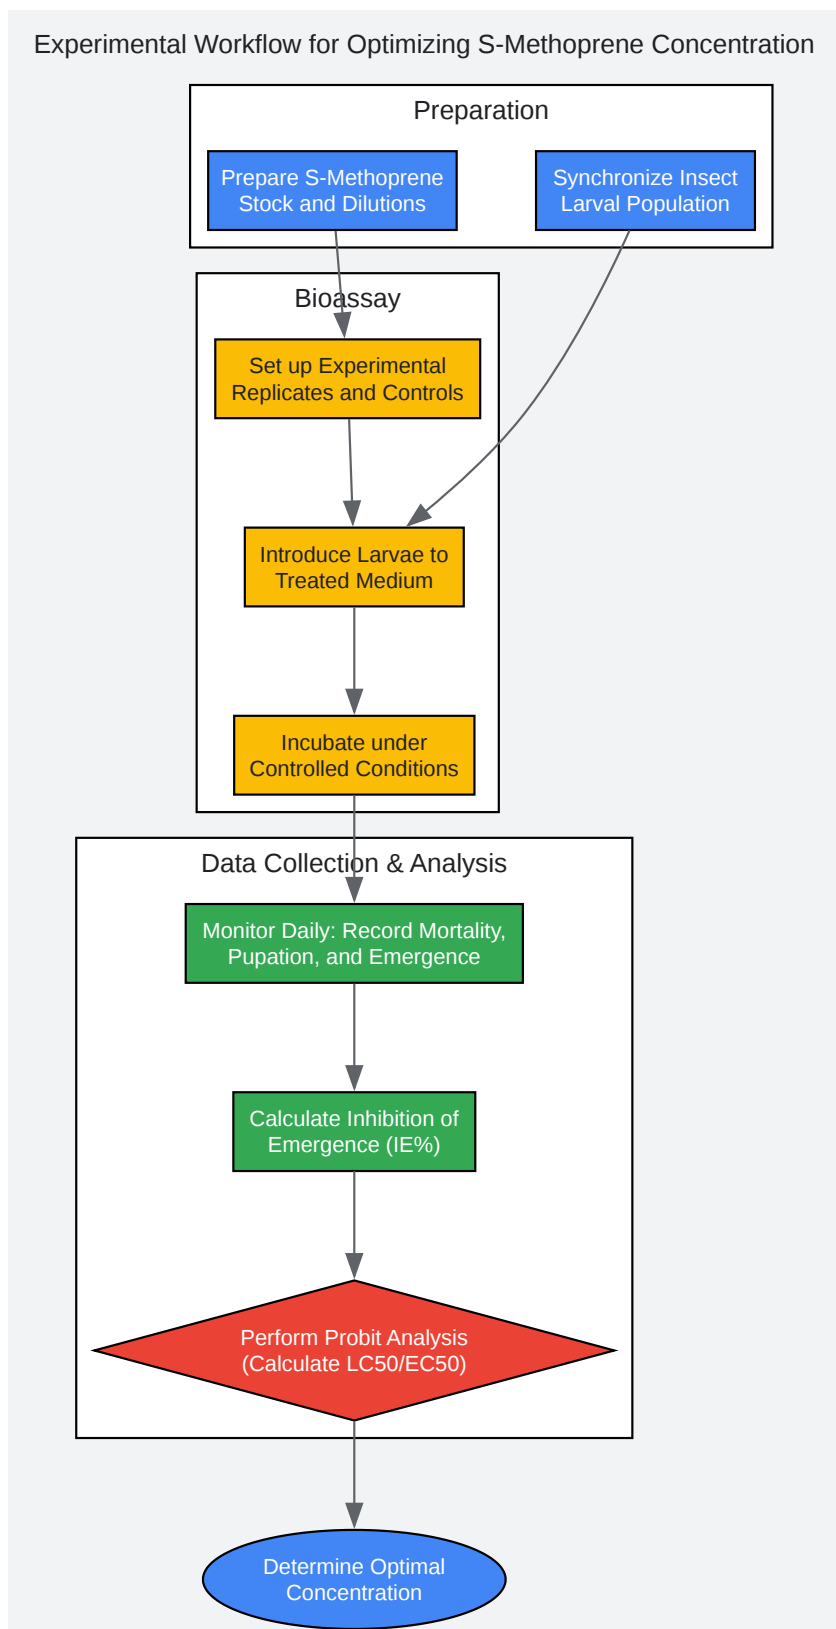 Experimental Workflow for Optimizing S-Methoprene Concentration
Preparation
Prepare S-Methoprene
Stock and Dilutions
Synchronize Insect
Larval Population
Bioassay
Set up Experimental
Replicates and Controls
Introduce Larvae to
Treated Medium
Incubate under
Controlled Conditions
Data Collection & Analysis
Monitor Daily: Record Mortality,
Pupation, and Emergence
Calculate Inhibition of
Emergence (IE%)
Perform Probit Analysis
(Calculate LC50/EC50)
Determine Optimal
Concentration